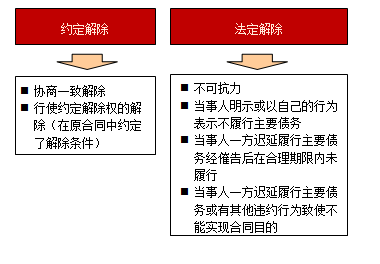 约定解除
协商一致解除
行使约定解除权的解
除（在原合同中约定
了解除条件）
法定解除
不可抗力
当事人明示或以自己的行为
表示不履行主要债务
当事人一方迟延履行主要债
务经催告后在合理期限内未
履行
当事人一方迟延履行主要债
务或有其他违约行为致使不
能实现合同目的